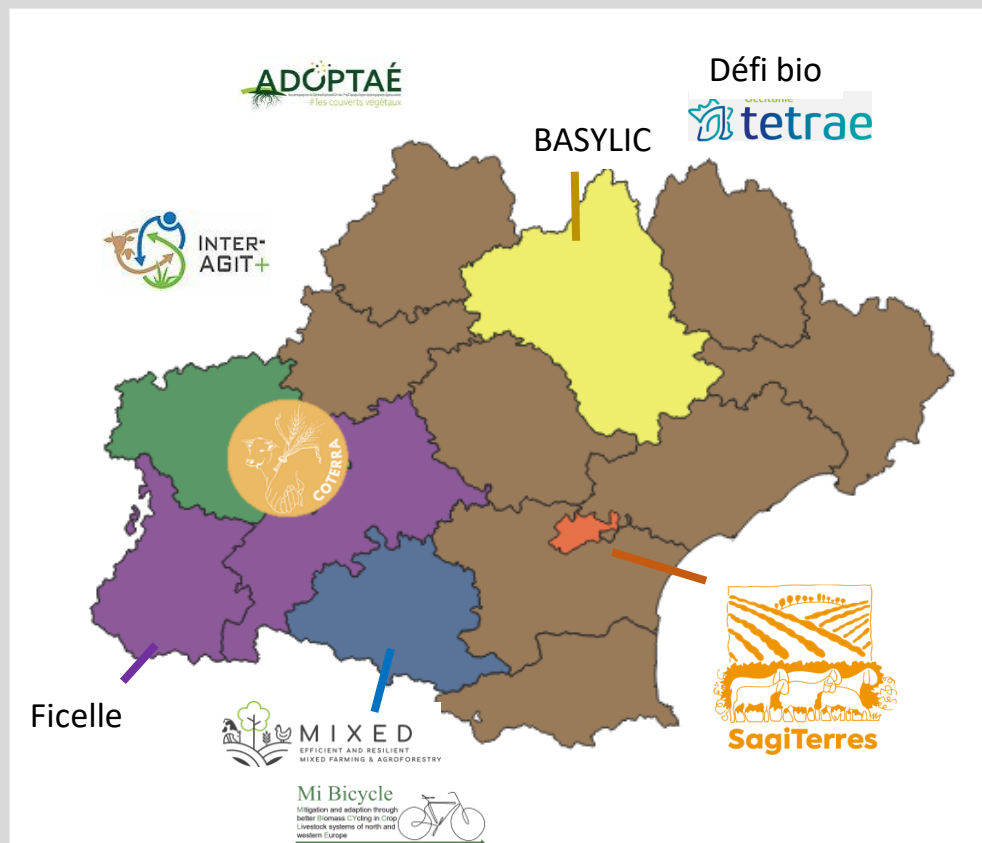 ADOPTAÉ
#les couverts végétaux
Défi bio
Occitanie
tetrae
BASYLIC
INTER-
AGIT+
COTERRA
Ficelle
MIXED
EFFICIENT AND RESILIENT
MIXED FARMING & AGROFORESTRY
SagiTerres
Mi Bicycle
Mitigation and adaption through
better Biomass CYcling in Crop
Livestock systems of north and
western Europe